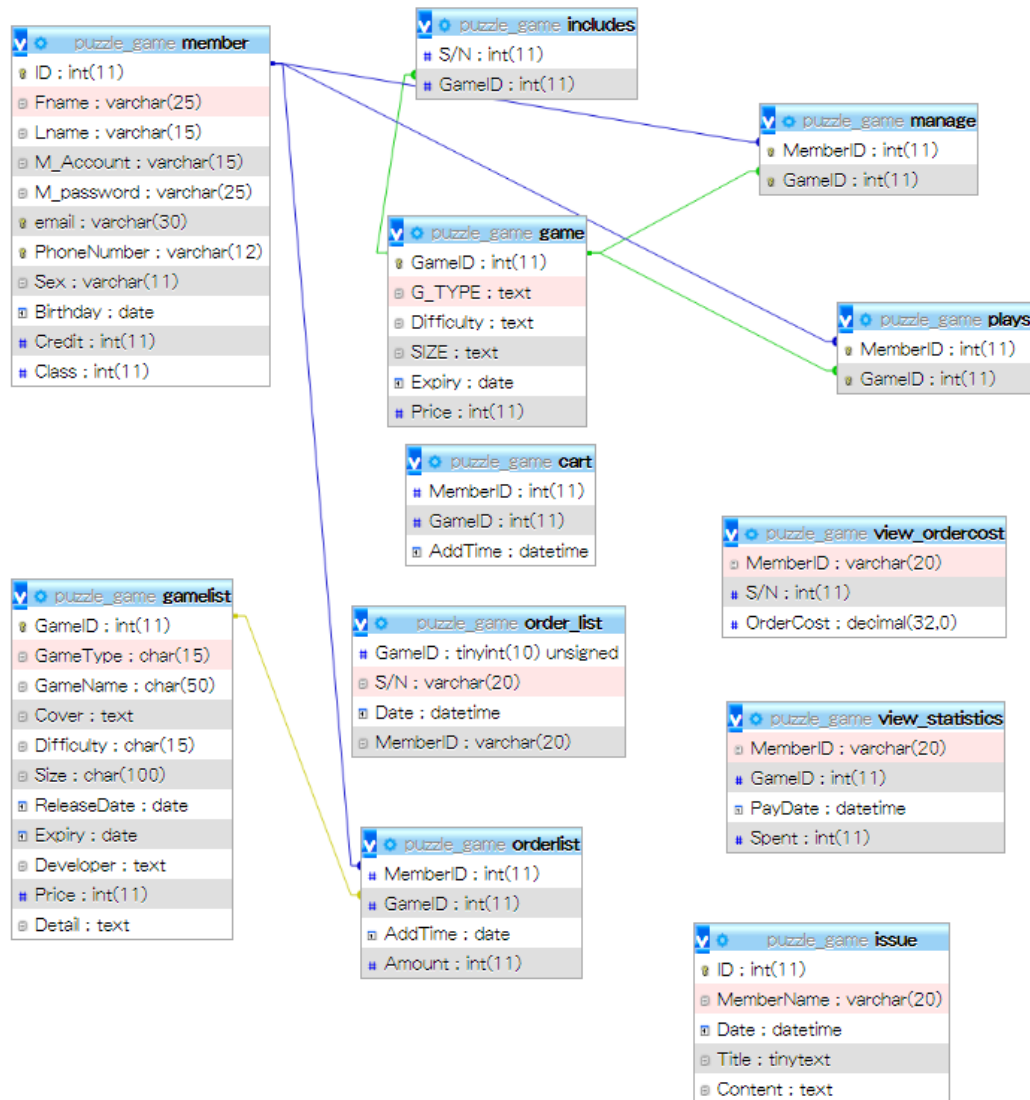 puzzle_game member
ID : int(11)
Fname : varchar(25)
Lname : varchar(15)
M_Account : varchar(15)
M_password : varchar(25)
email : varchar(30)
PhoneNumber : varchar(12)
Sex : varchar(11)
Birthday : date
Credit : int(11)
Class : int(11)
puzzle_game includes
S/N : int(11)
GameID : int(11)
puzzle_game manage
MemberID : int(11)
GameID : int(11)
puzzle_game game
GameID : int(11)
G_TYPE : text
Difficulty : text
SIZE : text
Expiry : date
Price : int(11)
puzzle_game plays
MemberID : int(11)
GameID : int(11)
puzzle_game cart
MemberID : int(11)
GameID : int(11)
AddTime : datetime
puzzle_game view_ordercost
MemberID : varchar(20)
S/N : int(11)
OrderCost : decimal(32,0)
puzzle_game gamelist
GameID : int(11)
GameType : char(15)
GameName : char(50)
Cover : text
Difficulty : char(15)
Size : char(100)
ReleaseDate : date
Expiry : date
Developer : text
Price : int(11)
Detail : text
puzzle_game order_list
GameID : tinyint(10) unsigned
S/N : varchar(20)
Date : datetime
MemberID : varchar(20)
puzzle_game view_statistics
MemberID : varchar(20)
GameID : int(11)
PayDate : datetime
Spent : int(11)
puzzle_game orderlist
MemberID : int(11)
GameID : int(11)
AddTime : date
Amount : int(11)
puzzle_game issue
ID : int(11)
MemberName : varchar(20)
Date : datetime
Title : tinytext
Content : text